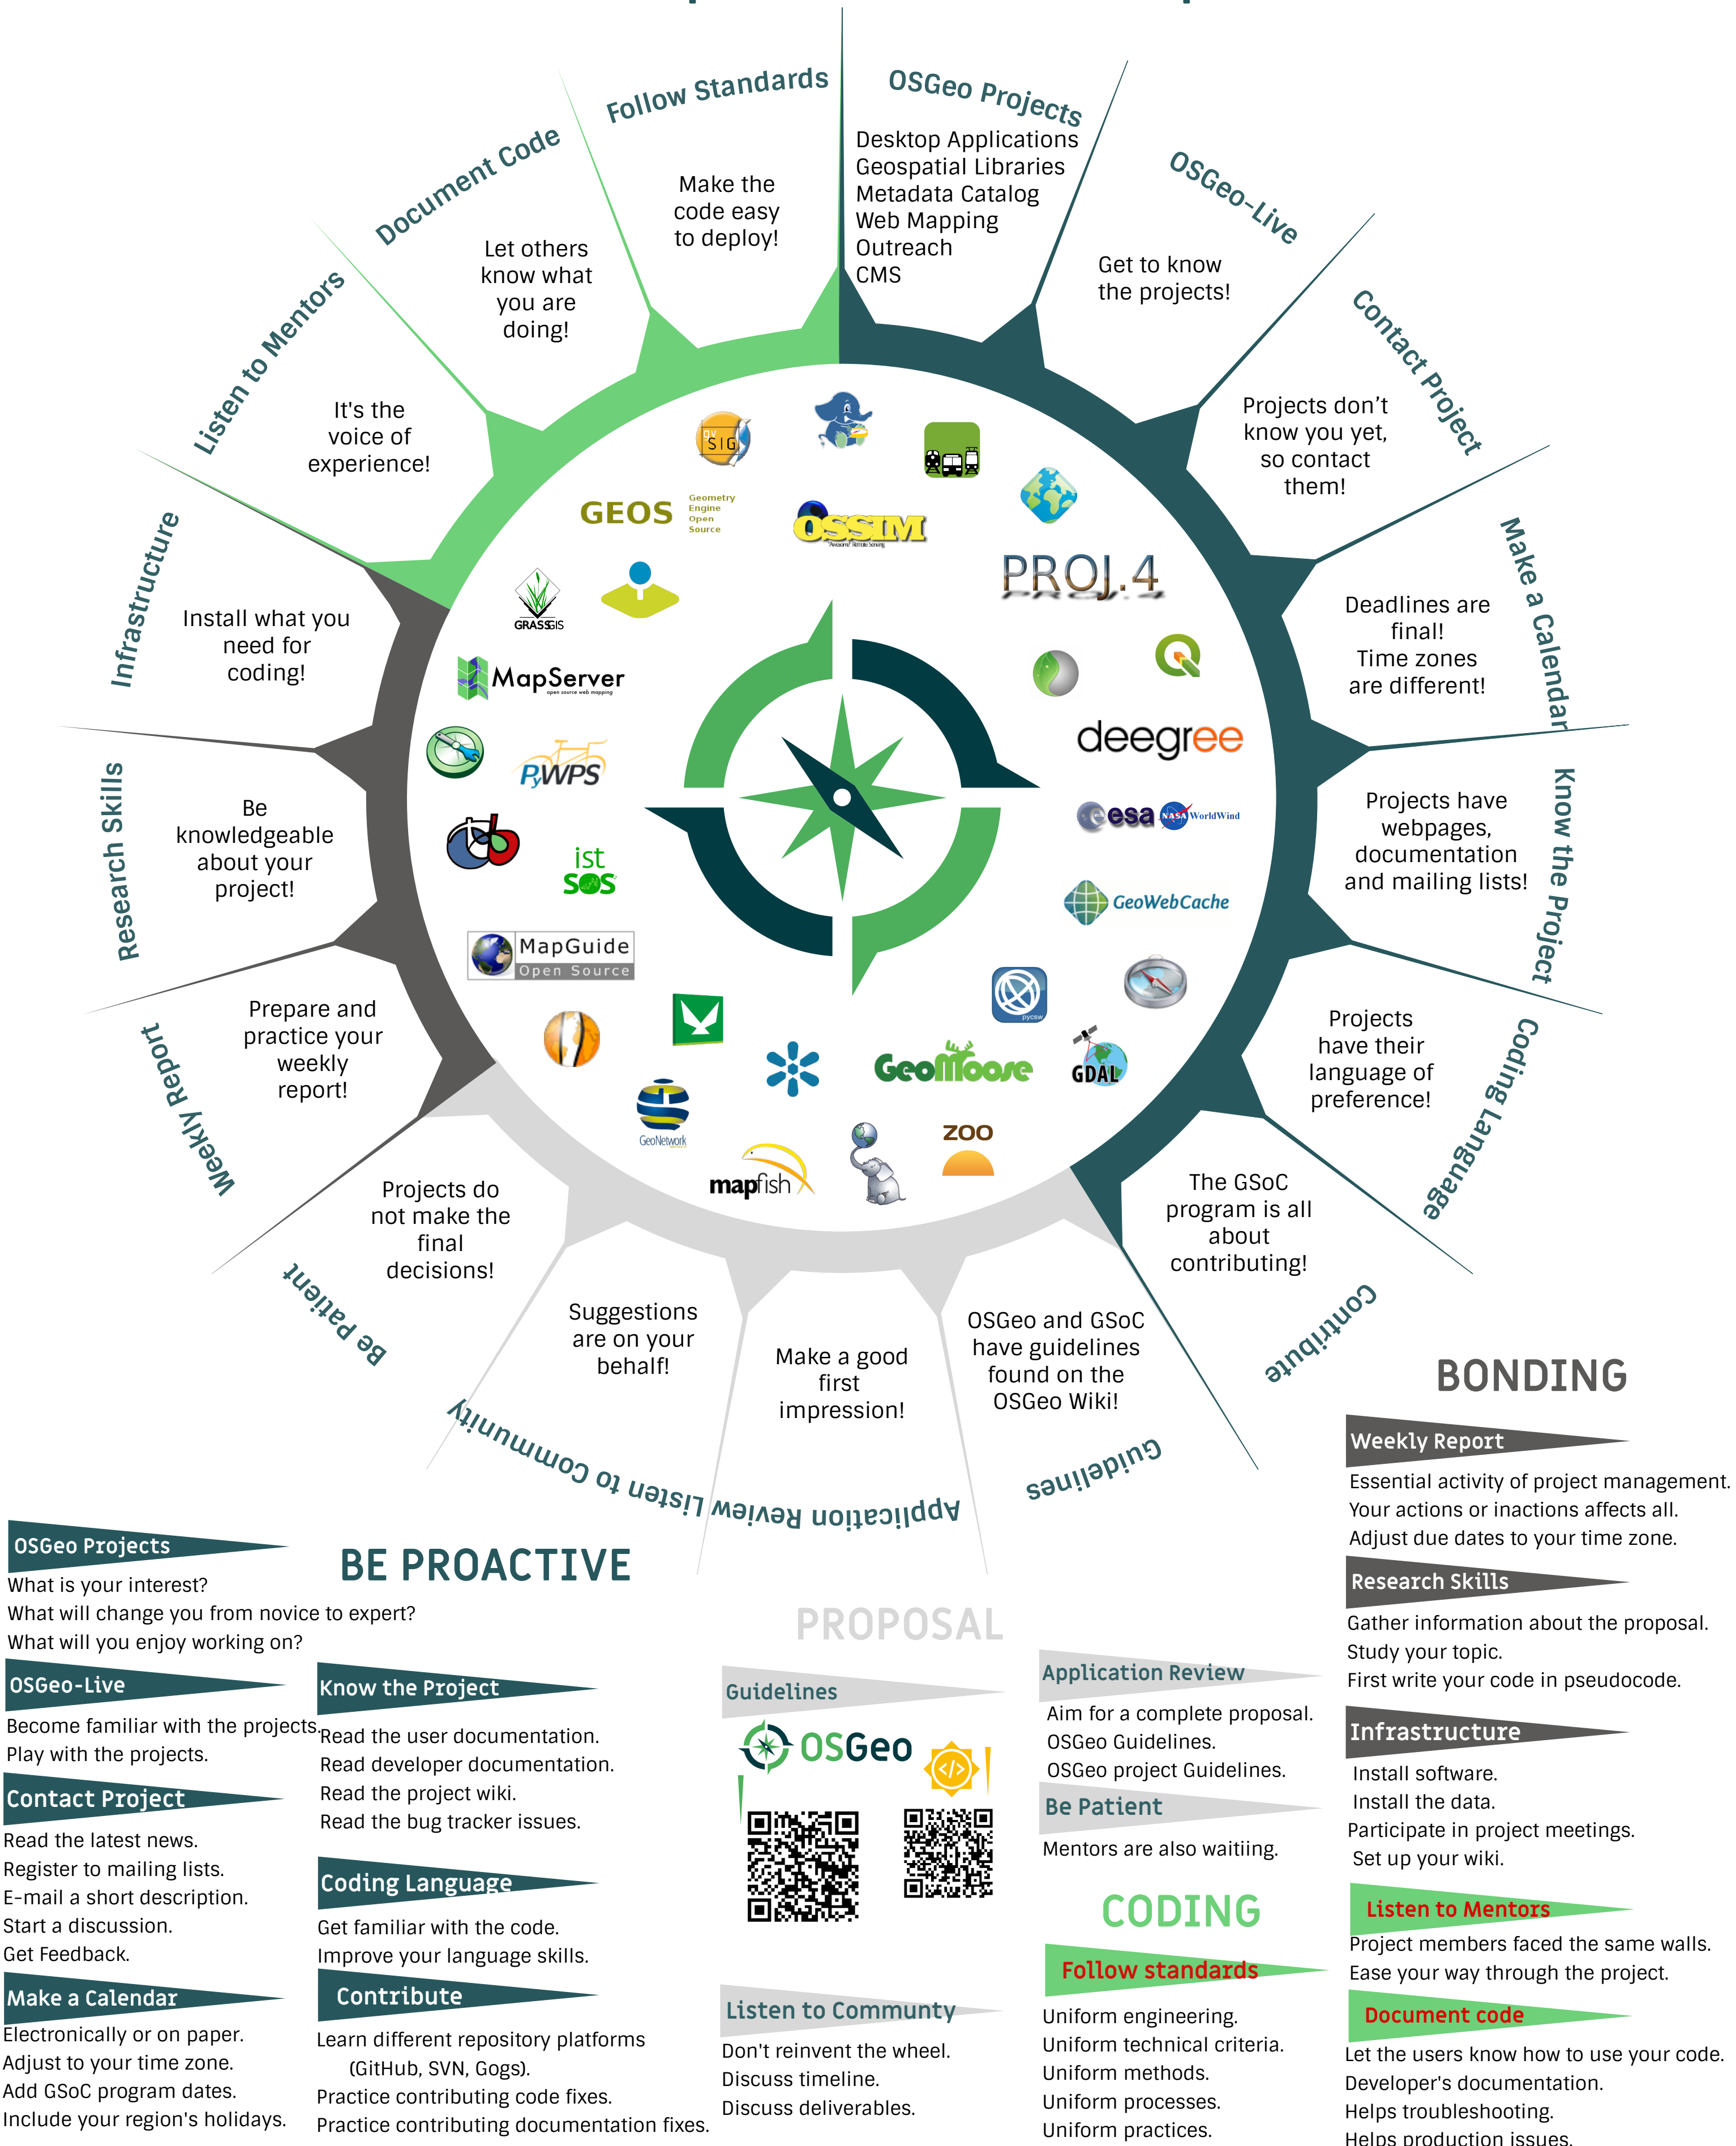 Follow Standards
Make the
code easy
to deploy!
OSGeo Projects
Desktop Applications
Geospatial Libraries
Metadata Catalog
Web Mapping
Outreach
CMS
OSGeo-Live
Get to know
the projects!
Contact Project
Projects don’t
know you yet,
so contact
them!
Make a Calendar
Deadlines are
final!
Time zones
are different!
Know the Project
Projects have
webpages,
documentation
and mailing lists!
Coding Language
Projects
have their
language of
preference!
Contribute
The GSoC
program is all
about
contributing!
Guidelines
OSGeo and GSoC
have guidelines
found on the
OSGeo Wiki!
Application Review
Make a good
first
impression!
Listen to Community
Suggestions
are on your
behalf!
Be Patient
Projects do
not make the
final
decisions!
Weekly Report
Prepare and
practice your
weekly
report!
Research Skills
Be
knowledgeable
about your
project!
Infrastructure
Install what you
need for
coding!
Listen to Mentors
It's the
voice of
experience!
Document Code
Let others
know what
you are
doing!
gv
SIG
GEOS
Geometry
Engine
Open
Source
OSSIM
"Awesome" Remote Sensing
PROJ.4
GRASSGIS
MapServer
open source web mapping
deegree
PyWPS
esa
NASA WorldWind
ist
SOS
GeoWebCache
MapGuide
Open Source
pycsw
GeoMoose
GDAL
GeoNetwork
mapfish
ZOO
BE PROACTIVE
OSGeo Projects
What is your interest?
What will change you from novice to expert?
What will you enjoy working on?
OSGeo-Live
Become familiar with the projects.
Play with the projects.
Contact Project
Read the latest news.
Register to mailing lists.
E-mail a short description.
Start a discussion.
Get Feedback.
Make a Calendar
Electronically or on paper.
Adjust to your time zone.
Add GSoC program dates.
Include your region's holidays.
Know the Project
Read the user documentation.
Read developer documentation.
Read the project wiki.
Read the bug tracker issues.
Coding Language
Get familiar with the code.
Improve your language skills.
Contribute
Learn different repository platforms
(GitHub, SVN, Gogs).
Practice contributing code fixes.
Practice contributing documentation fixes.
PROPOSAL
Guidelines
OSGeo
</>
Listen to Communty
Don't reinvent the wheel.
Discuss timeline.
Discuss deliverables.
Application Review
Aim for a complete proposal.
OSGeo Guidelines.
OSGeo project Guidelines.
Be Patient
Mentors are also waitiing.
CODING
Follow standards
Uniform engineering.
Uniform technical criteria.
Uniform methods.
Uniform processes.
Uniform practices.
BONDING
Weekly Report
Essential activity of project management.
Your actions or inactions affects all.
Adjust due dates to your time zone.
Research Skills
Gather information about the proposal.
Study your topic.
First write your code in pseudocode.
Infrastructure
Install software.
Install the data.
Participate in project meetings.
Set up your wiki.
Listen to Mentors
Project members faced the same walls.
Ease your way through the project.
Document code
Let the users know how to use your code.
Developer's documentation.
Helps troubleshooting.
Helps production issues.